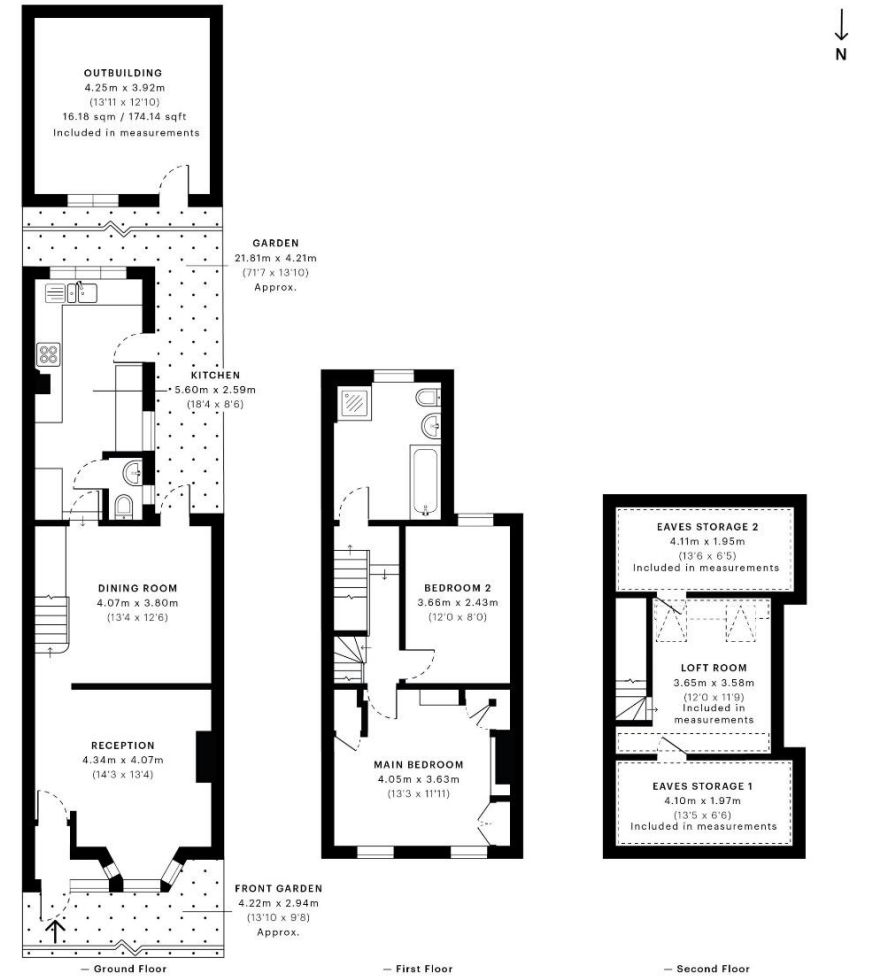 OUTBUILDING
4.25m x 3.92m
(13'11 x 12'10)
16.18 sqm / 174.14 sqft
Included in measurements
N
GARDEN
21.81m x 4.21m
(71'7 x 13'10)
Approx.
KITCHEN
5.60m x 2.59m
(18'4 x 8'6)
DINING ROOM
4.07m x 3.80m
(13'4 x 12'6)
RECEPTION
4.34m x 4.07m
(14'3 x 13'4)
FRONT GARDEN
4.22m x 2.94m
(13'10 x 9'8)
Approx.
— Ground Floor
BEDROOM 2
3.66m x 2.43m
(12'0 x 8'0)
MAIN BEDROOM
4.05m x 3.63m
(13'3 x 11'11)
— First Floor
EAVES STORAGE 2
4.11m x 1.95m
(13'6 x 6'5)
Included in measurements
LOFT ROOM
3.65m x 3.58m
(12'0 x 11'9)
Included in
measurements
EAVES STORAGE 1
4.10m x 1.97m
(13'5 x 6'6)
Included in measurements
— Second Floor